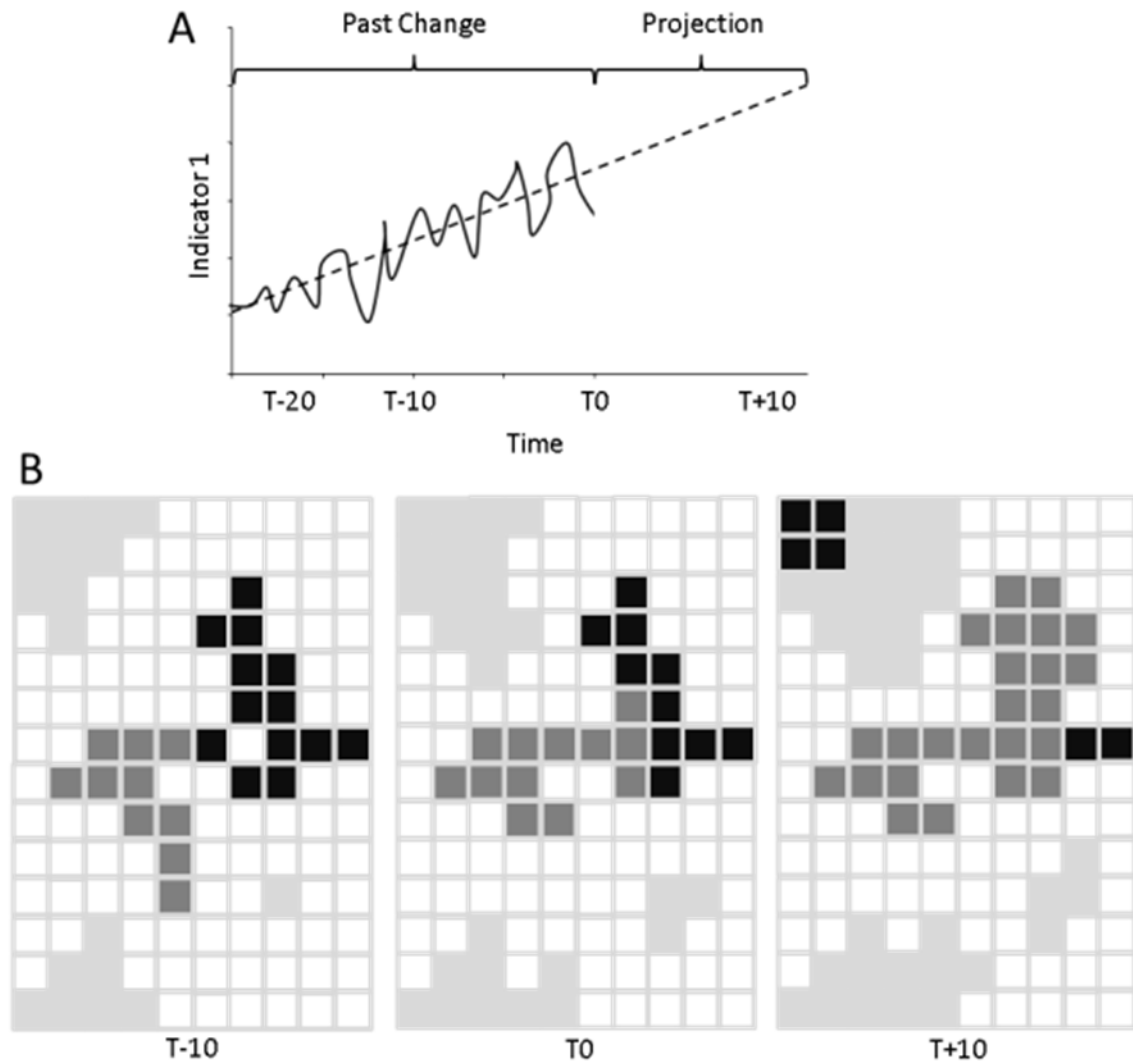 A
Past Change
Projection
Indicator 1
T-20
T-10
T0
T+10
Time
B
T-10
T0
T+10